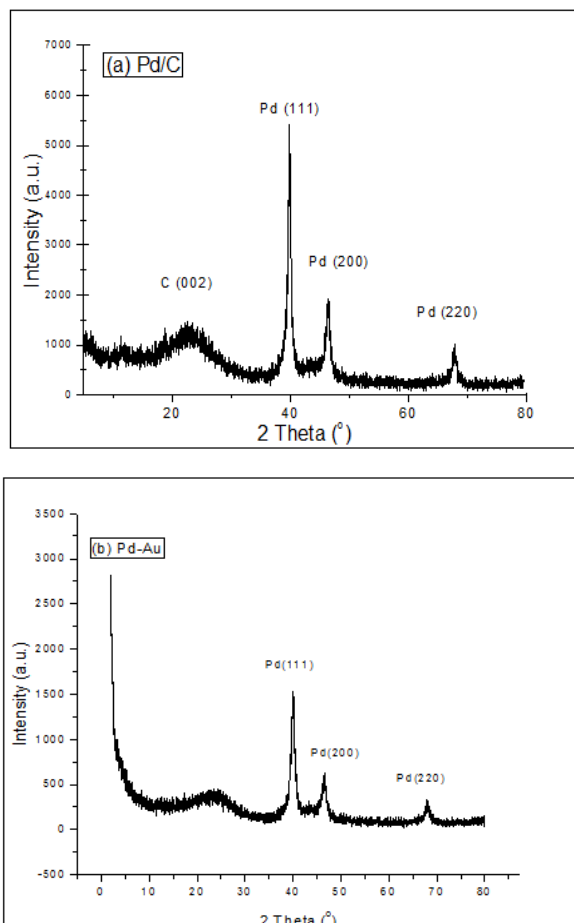 7000
(a) Pd/C
6000
Pd (111)
5000
4000
Intensity (a.u.)
3000
Pd (200)
C (002)
2000
Pd (220)
1000
0
20
40
60
80
2 Theta (°)
3500
(b) Pd-Au
3000
2500
2000
Pd(111)
Intensity (a.u.)
1500
1000
Pd(200)
Pd(220)
500
0
-500
0
10
20
30
40
50
60
70
80
2 Theta (°)